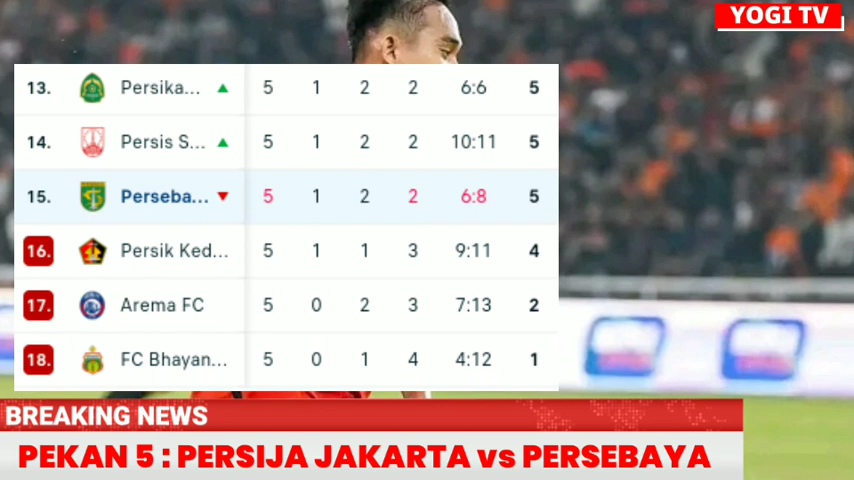 YOGI TV
13. Persika... 5 1 2 2 6:6 5
14. Persis S... 5 1 2 2 10:11 5
15. Perseba... 5 1 2 2 6:8 5
16. Persik Ked... 5 1 1 3 9:11 4
17. Arema FC 5 0 2 3 7:13 2
18. FC Bhayan... 5 0 1 4 4:12 1
BREAKING NEWS
PEKAN 5 : PERSIJA JAKARTA vs PERSEBAYA